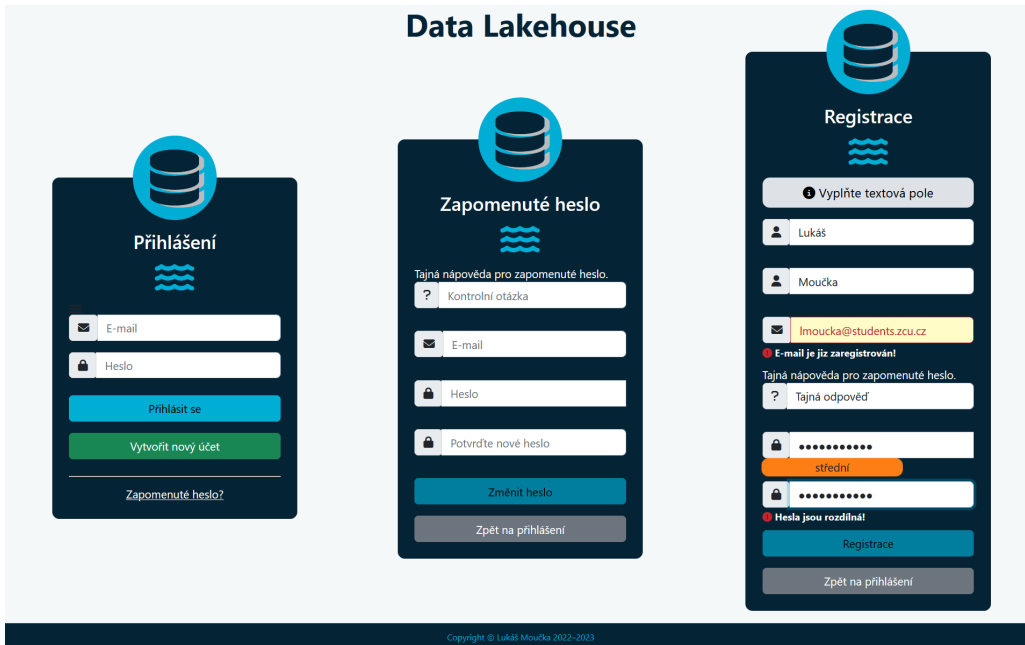 Data Lakehouse
Přihlášení
E-mail
Heslo
Přihlásit se
Vytvořit nový účet
Zapomenuté heslo?
Zapomenuté heslo
Tajná nápověda pro zapomenuté heslo.
? Kontrolní otázka
E-mail
Heslo
Potvrďte nové heslo
Změnit heslo
Zpět na přihlášení
Registrace
Vyplňte textová pole
Lukáš
Moučka
lmoucka@students.zcu.cz
E-mail je jiz zaregistrován!
Tajná nápověda pro zapomenuté heslo.
? Tajná odpověď
●●●●●●●●●●●
střední
●●●●●●●●●●●
Hesla jsou rozdílná!
Registrace
Zpět na přihlášení
Copyright © Lukáš Moučka 2022–2023